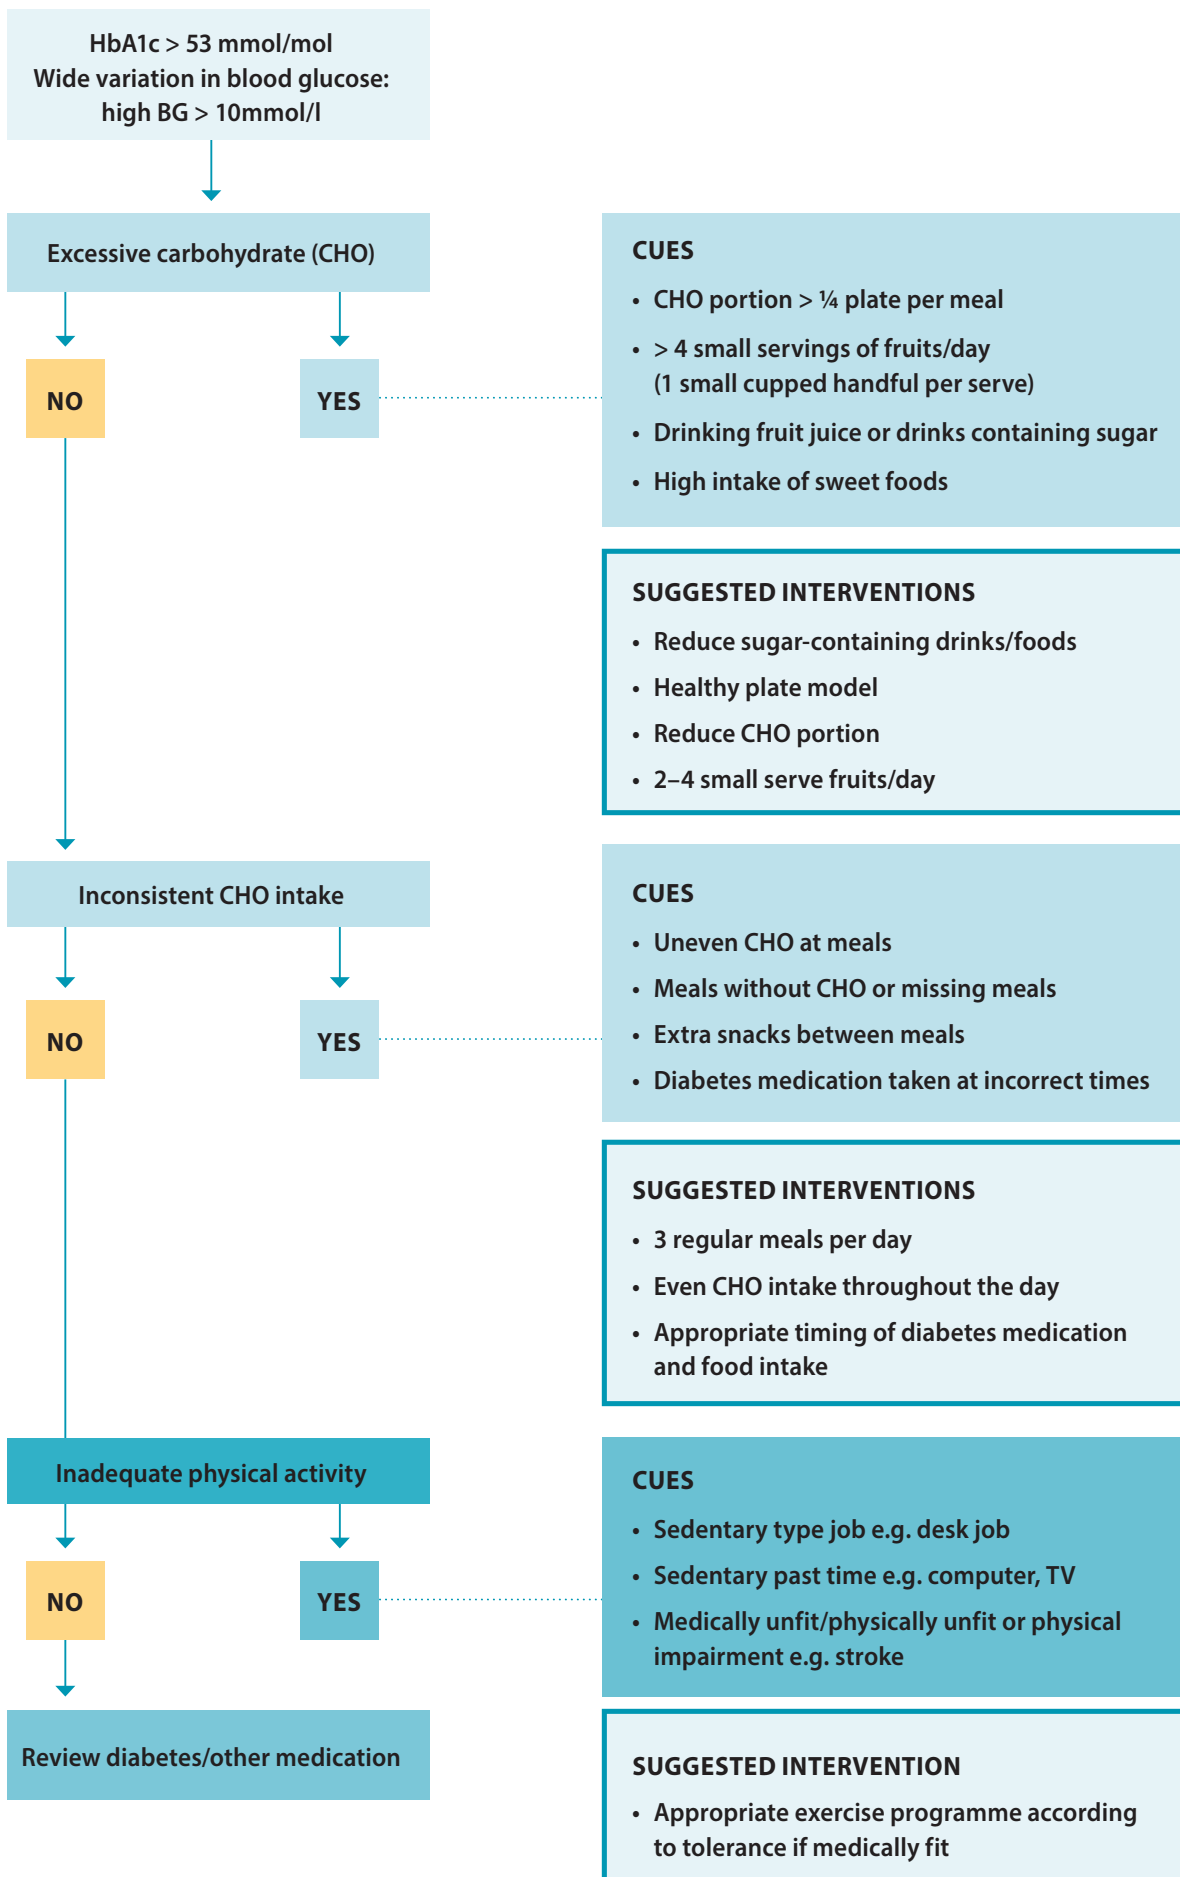 HbA1c > 53 mmol/mol
Wide variation in blood glucose:
high BG > 10mmol/l
Excessive carbohydrate (CHO)
NO
YES
CUES
• CHO portion > ¼ plate per meal
• > 4 small servings of fruits/day
(1 small cupped handful per serve)
• Drinking fruit juice or drinks containing sugar
• High intake of sweet foods
SUGGESTED INTERVENTIONS
• Reduce sugar-containing drinks/foods
• Healthy plate model
• Reduce CHO portion
• 2–4 small serve fruits/day
Inconsistent CHO intake
NO
YES
CUES
• Uneven CHO at meals
• Meals without CHO or missing meals
• Extra snacks between meals
• Diabetes medication taken at incorrect times
SUGGESTED INTERVENTIONS
• 3 regular meals per day
• Even CHO intake throughout the day
• Appropriate timing of diabetes medication
and food intake
Inadequate physical activity
NO
YES
CUES
• Sedentary type job e.g. desk job
• Sedentary past time e.g. computer, TV
• Medically unfit/physically unfit or physical
impairment e.g. stroke
Review diabetes/other medication
SUGGESTED INTERVENTION
• Appropriate exercise programme according
to tolerance if medically fit